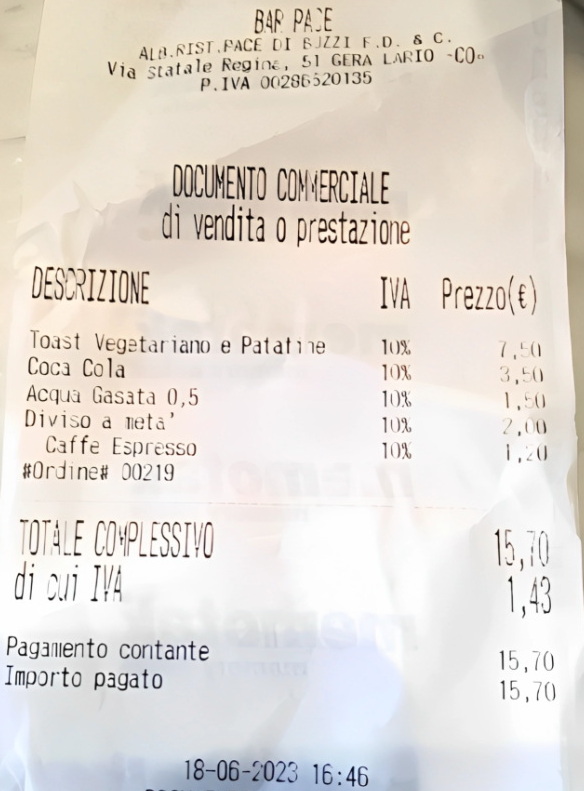 BAR PACE
ALB.RIST.PACE DI BUZZI F.D. & C.
Via Statale Regina, 51 GERA LARIO -CO-
P.IVA 00286520135
DOCUMENTO COMMERCIALE
di vendita o prestazione
DESCRIZIONE IVA Prezzo(€)
Toast Vegetariano e Patatine 10% 7,50
Coca Cola 10% 3,50
Acqua Gasata 0,5 10% 1,50
Diviso a meta' 10% 2,00
Caffe Espresso 10% 1,20
#Ordine# 00219
TOTALE COMPLESSIVO 15,70
di cui IVA 1,43
Pagamento contante 15,70
Importo pagato 15,70
18-06-2023 16:46